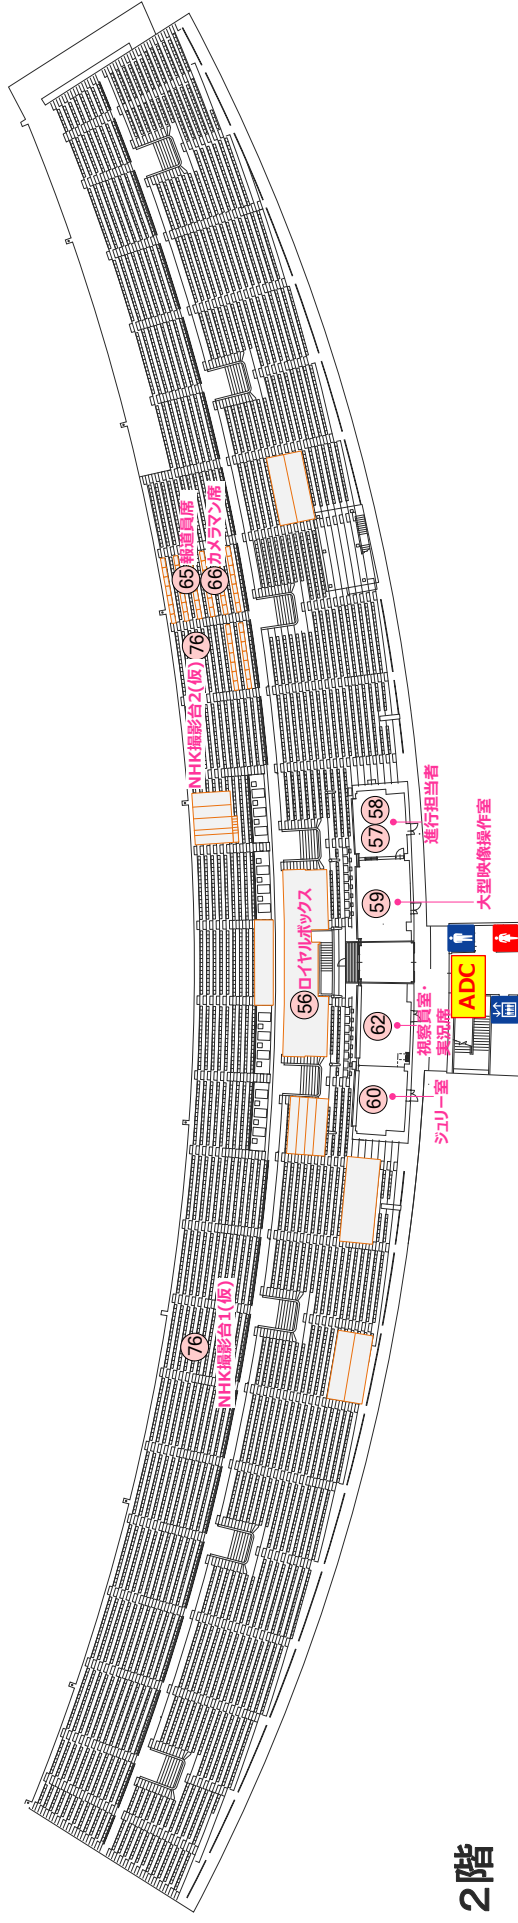 2階
76
NHK撮影台1(仮)
76
NHK撮影台2(仮)
65
報道員席
66
カメラマン席
56
ロイヤルボックス
60
ジュリー室
62
視察員室・
実況席
59
大型映像操作室
57
58
進行担当者
ADC